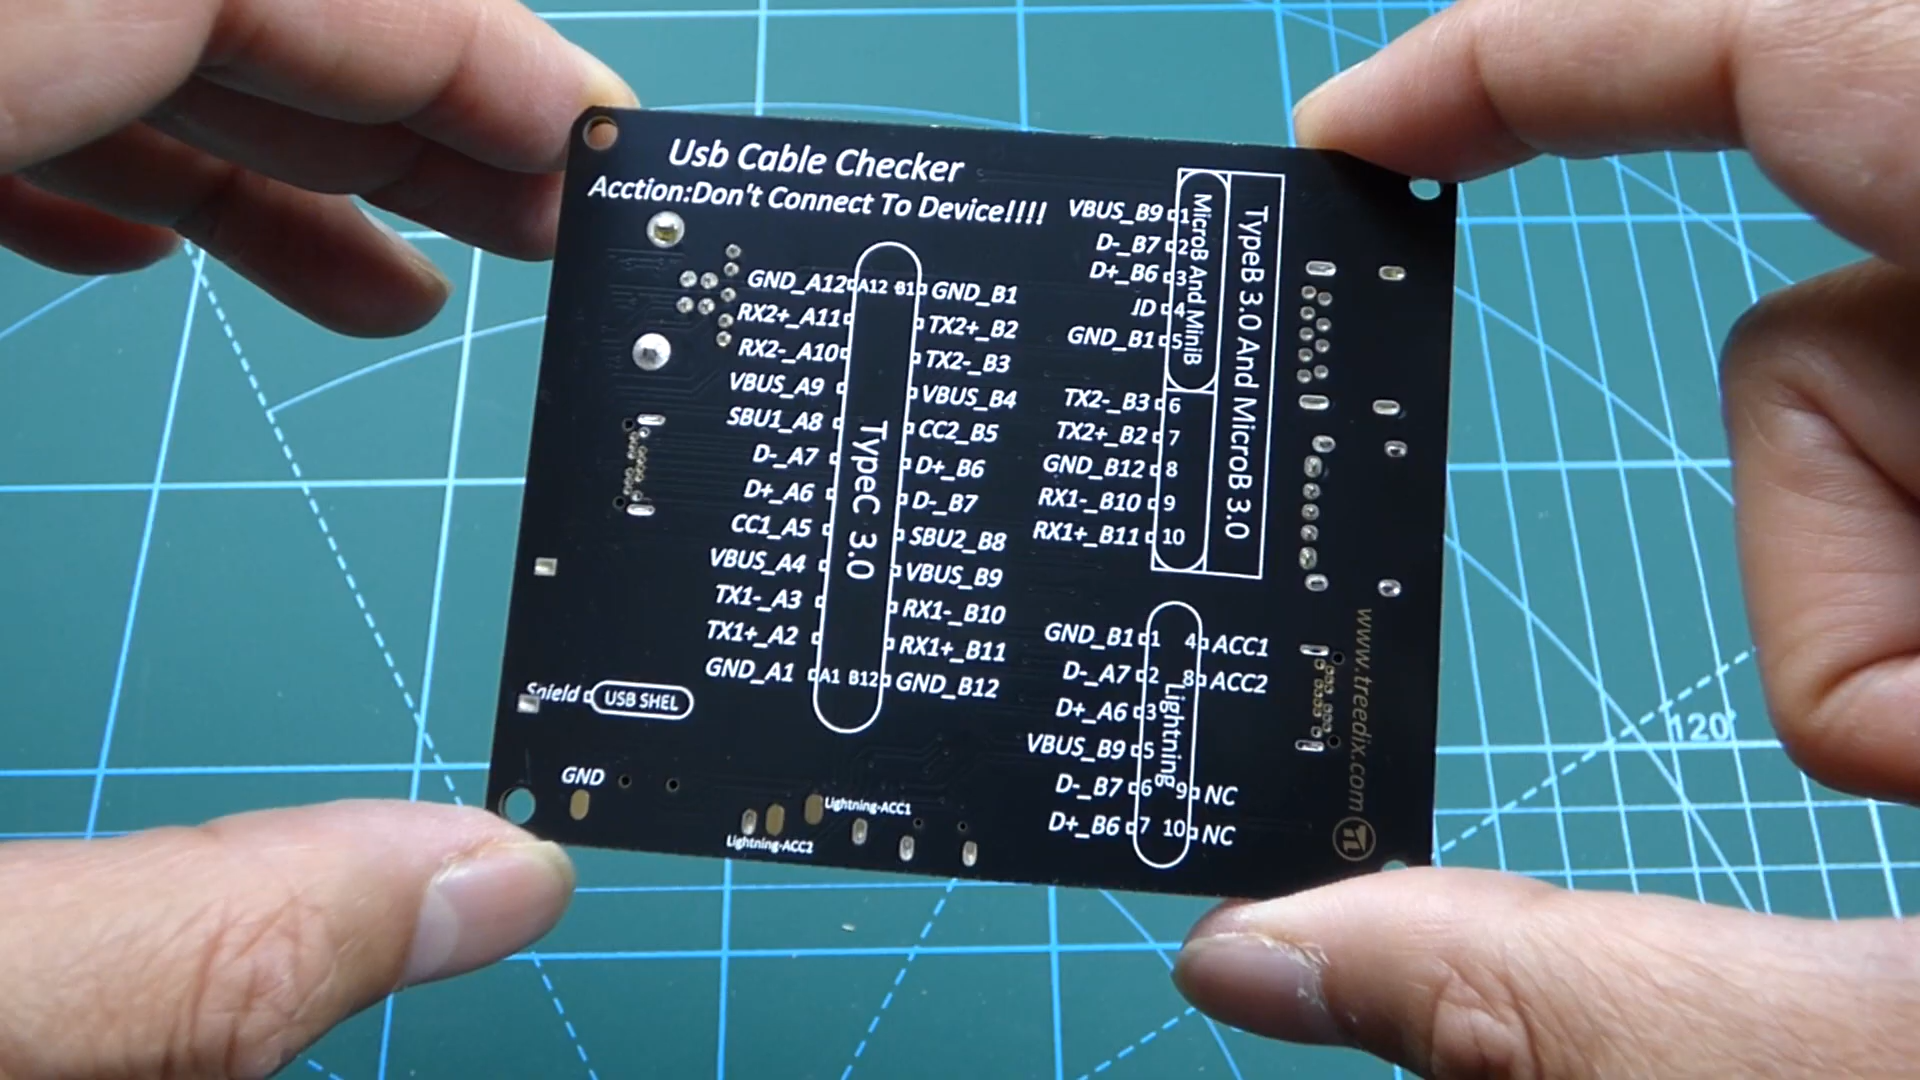 Usb Cable Checker
Acction:Don't Connect To Device!!!!
GND_A12 A12 B1 GND_B1
RX2+_A11 TX2+_B2
RX2-_A10 TX2-_B3
VBUS_A9 VBUS_B4
SBU1_A8 CC2_B5
D-_A7 D+_B6
D+_A6 D-_B7
CC1_A5 SBU2_B8
VBUS_A4 VBUS_B9
TX1-_A3 RX1-_B10
TX1+_A2 RX1+_B11
GND_A1 A1 B12 GND_B12
TypeC 3.0
Shield USB SHEL
GND
Lightning-ACC1
Lightning-ACC2
VBUS_B9 1
D-_B7 2
D+_B6 3
ID 4
GND_B1 5
MicroB And MiniB
TX2-_B3 6
TX2+_B2 7
GND_B12 8
RX1-_B10 9
RX1+_B11 10
TypeB 3.0 And MicroB 3.0
GND_B1 1 4 ACC1
D-_A7 2 8 ACC2
D+_A6 3
VBUS_B9 5
D-_B7 6 9 NC
D+_B6 7 10 NC
Lightning
www.treedix.com
120°